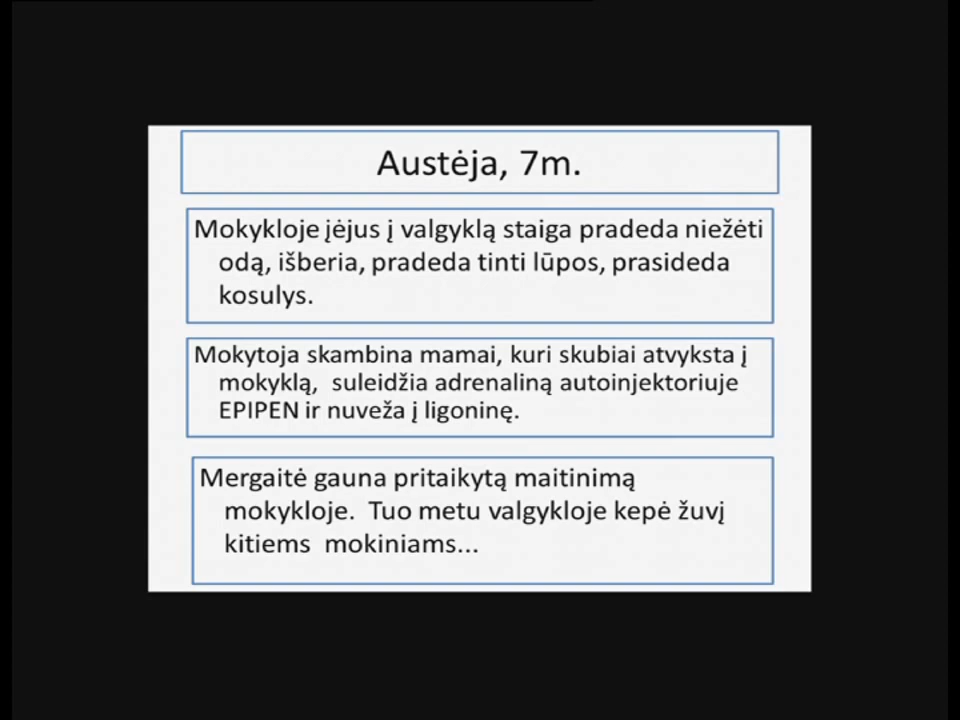 Austėja, 7m.
Mokykloje įėjus į valgyklą staiga pradeda niežėti
odą, išberia, pradeda tinti lūpos, prasideda
kosulys.
Mokytoja skambina mamai, kuri skubiai atvyksta į
mokyklą, suleidžia adrenaliną autoinjektoriuje
EPIPEN ir nuveža į ligoninę.
Mergaitė gauna pritaikytą maitinimą
mokykloje. Tuo metu valgykloje kepė žuvį
kitiems mokiniams...